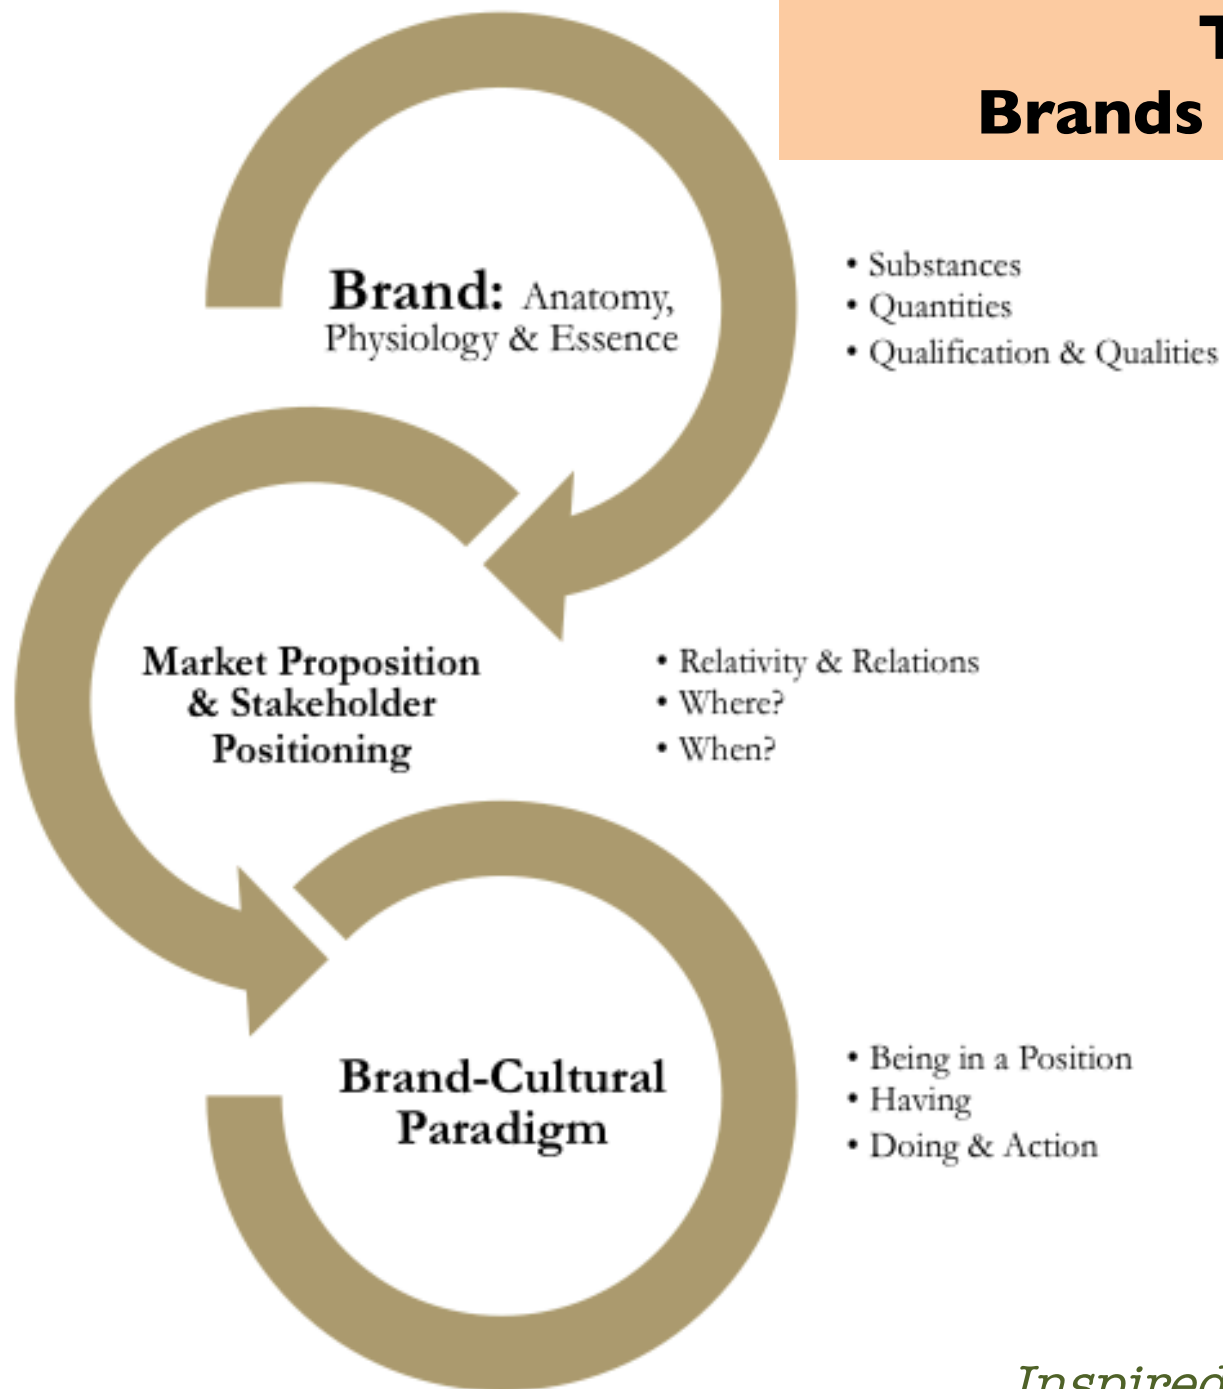 T
Brands
Brand: Anatomy,
Physiology & Essence
• Substances
• Quantities
• Qualification & Qualities
Market Proposition
& Stakeholder
Positioning
• Relativity & Relations
• Where?
• When?
Brand-Cultural
Paradigm
• Being in a Position
• Having
• Doing & Action
Inspired